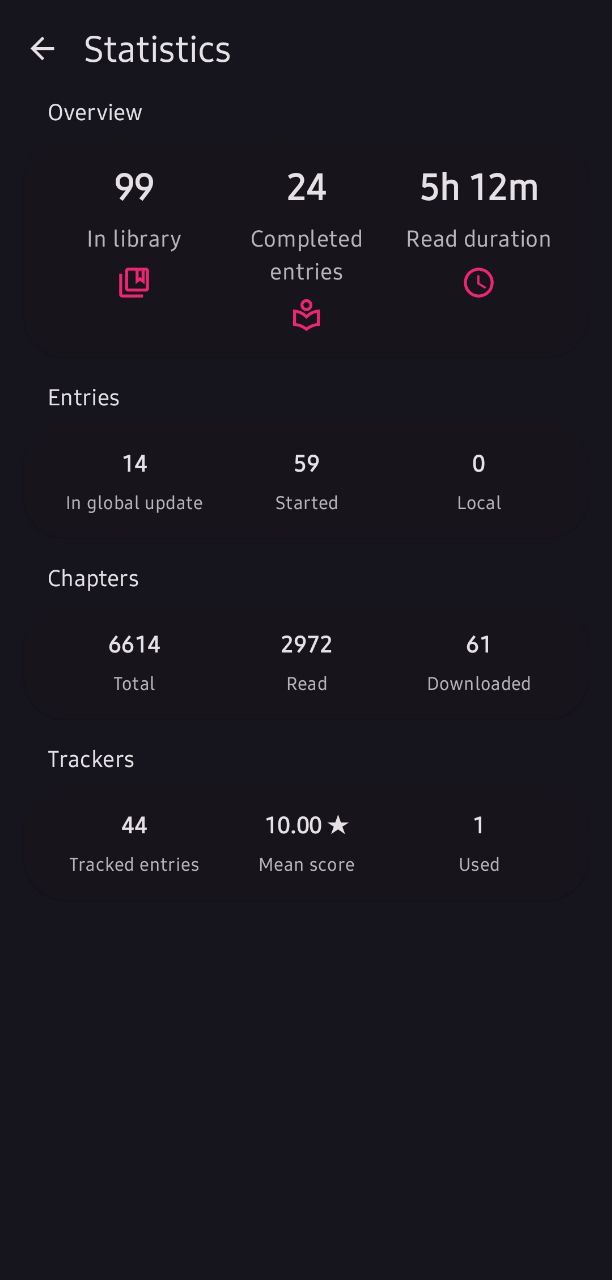 Statistics
Overview
99 24 5h 12m
In library Completed Read duration
entries
Entries
14 59 0
In global update Started Local
Chapters
6614 2972 61
Total Read Downloaded
Trackers
44 10.00 ★ 1
Tracked entries Mean score Used